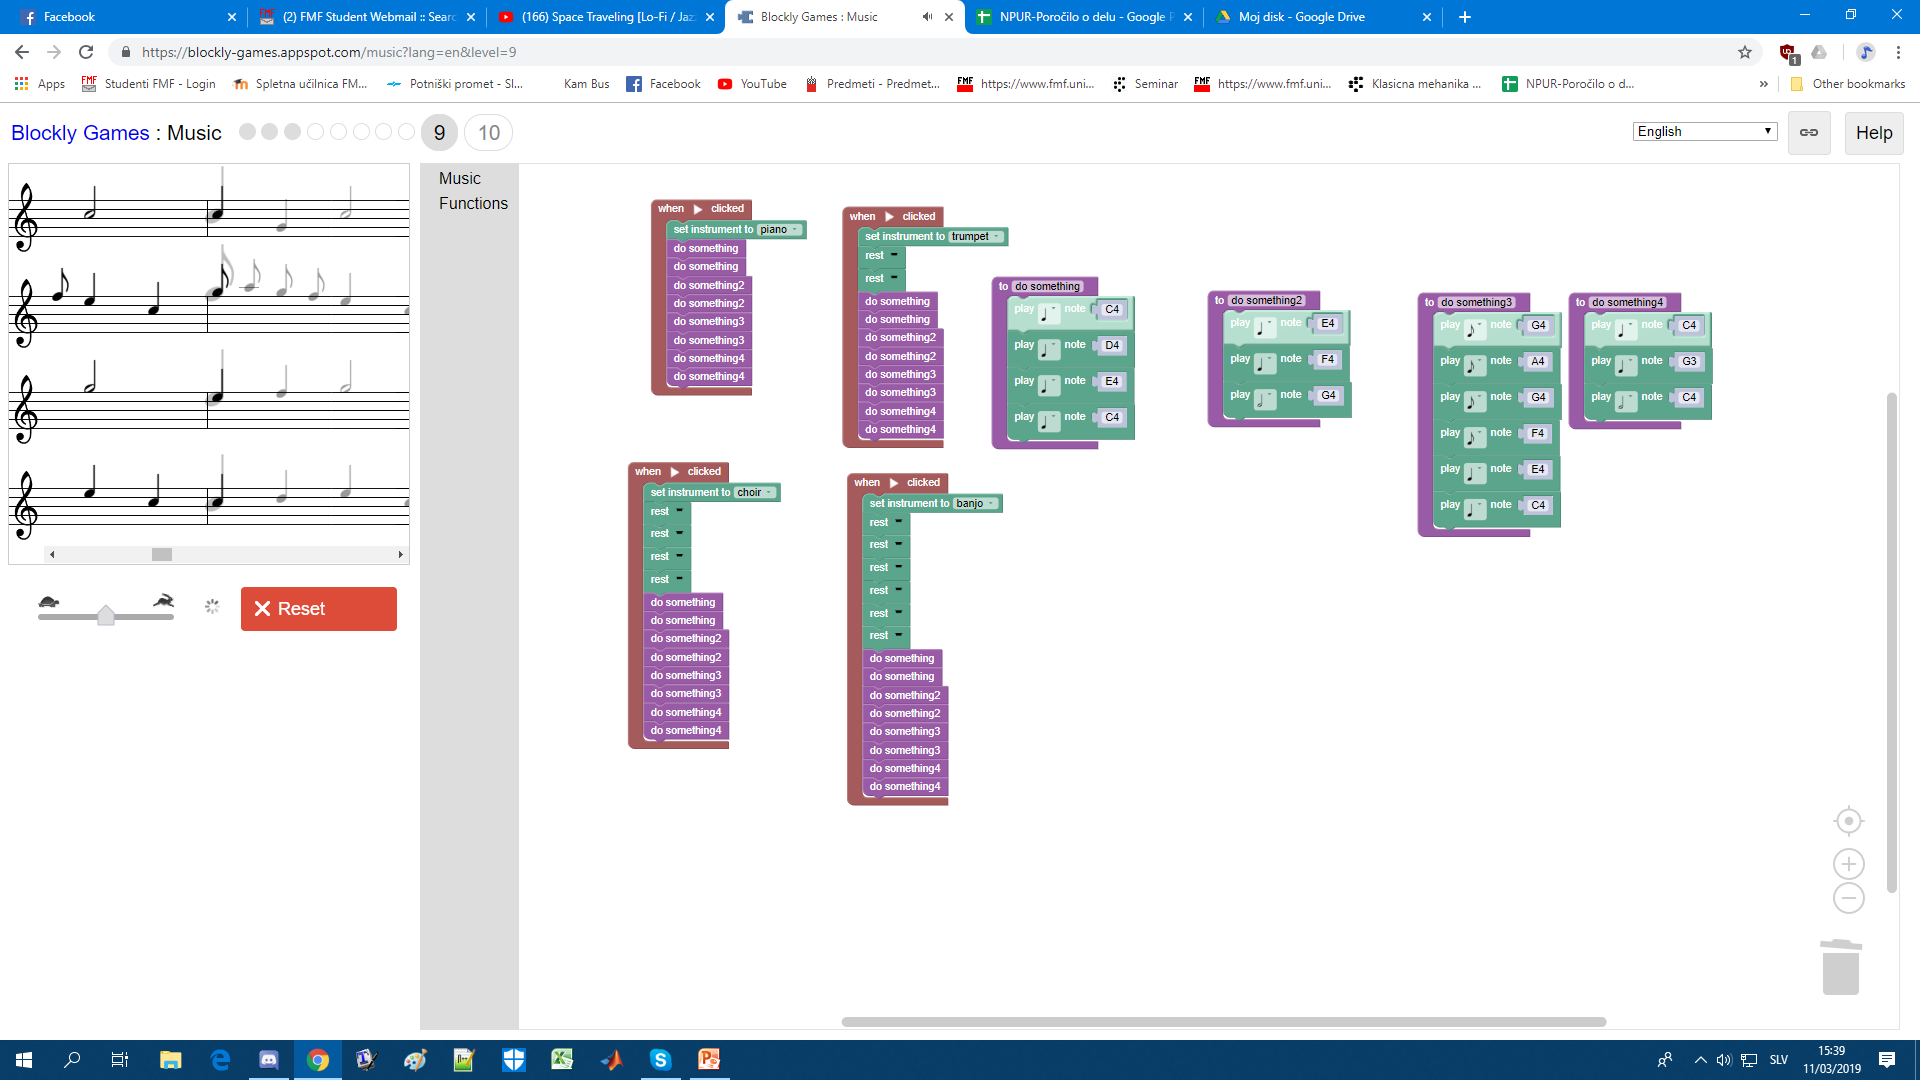 Facebook
(2) FMF Student Webmail :: Sear
(166) Space Traveling [Lo-Fi / Jaz
Blockly Games : Music
NPUR-Poročilo o delu - Google P
Moj disk - Google Drive
https://blockly-games.appspot.com/music?lang=en&level=9
1
Apps
FMF
Studenti FMF - Login
Spletna učilnica FM...
Potniški promet - Sl...
Kam Bus
Facebook
YouTube
Predmeti - Predmet...
FMF
https://www.fmf.uni...
Seminar
FMF
https://www.fmf.uni...
Klasicna mehanika ...
NPUR-Poročilo o d...
»
Other bookmarks
Blockly Games : Music
9
10
English
Help
Music
Functions
Reset
when clicked
set instrument to piano
do something
do something
do something2
do something2
do something3
do something3
do something4
do something4
when clicked
set instrument to trumpet
rest
rest
do something
do something
do something2
do something2
do something3
do something3
do something4
do something4
to do something
play note C4
play note D4
play note E4
play note C4
to do something2
play note E4
play note F4
play note G4
to do something3
play note G4
play note A4
play note G4
play note F4
play note E4
play note C4
to do something4
play note C4
play note G3
play note C4
when clicked
set instrument to choir
rest
rest
rest
rest
do something
do something
do something2
do something2
do something3
do something3
do something4
do something4
when clicked
set instrument to banjo
rest
rest
rest
rest
rest
rest
do something
do something
do something2
do something2
do something3
do something3
do something4
do something4
SLV
15:39
11/03/2019